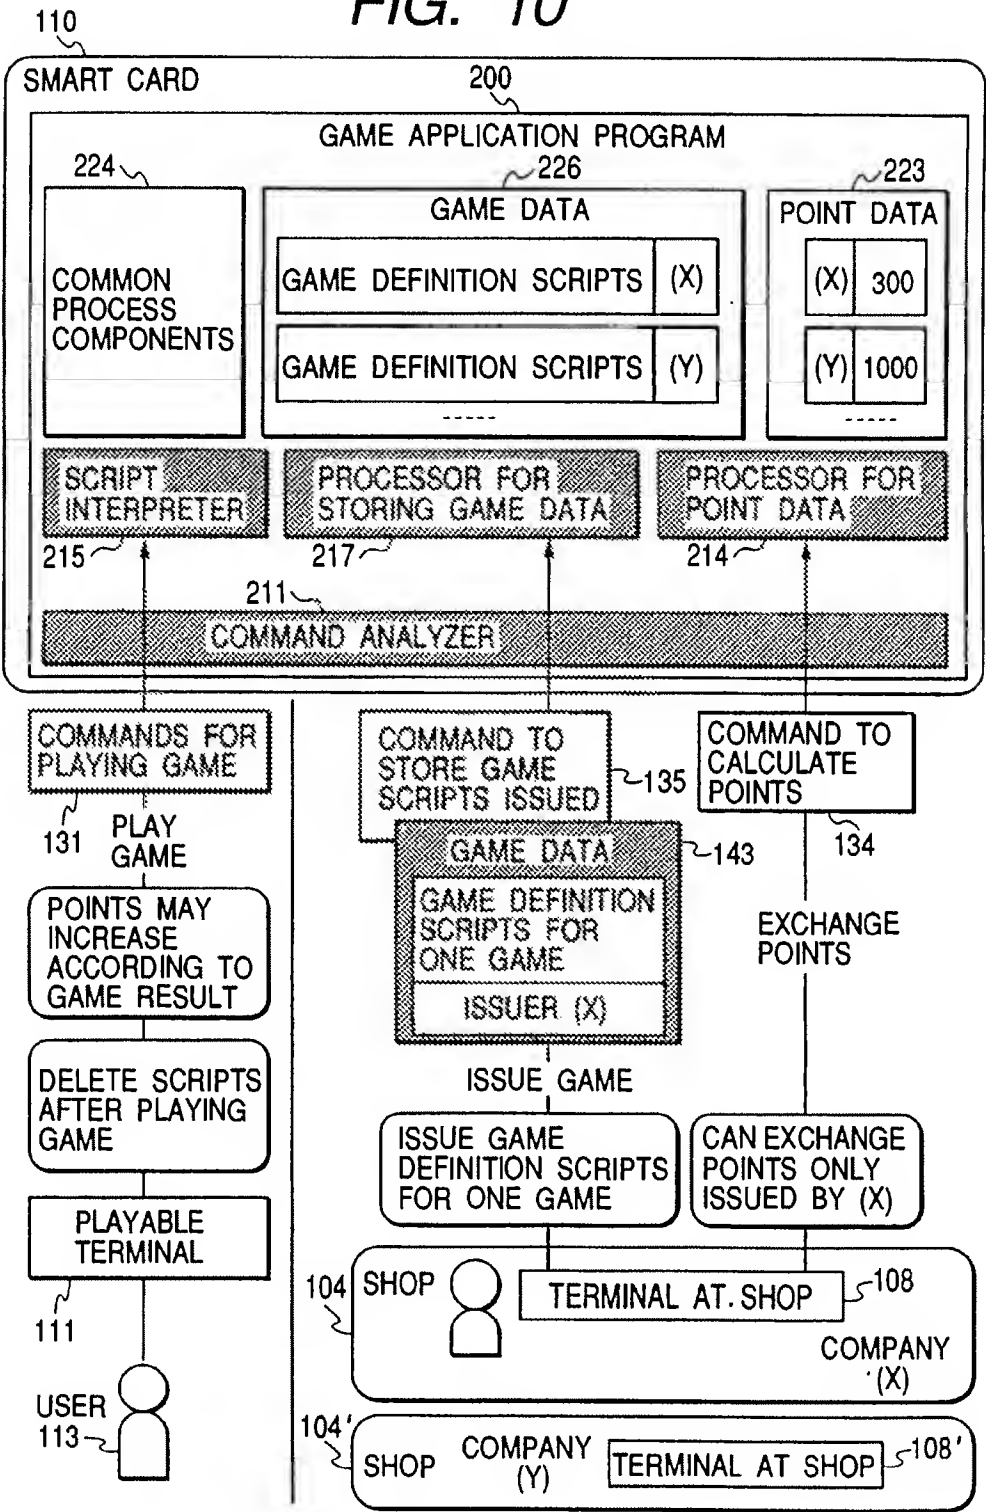 FIG. 10
110
SMART CARD
200
GAME APPLICATION PROGRAM
224
226
223
COMMON
PROCESS
COMPONENTS
GAME DATA
GAME DEFINITION SCRIPTS (X)
GAME DEFINITION SCRIPTS (Y)
-----
POINT DATA
(X) 300
(Y) 1000
-----
SCRIPT
INTERPRETER
PROCESSOR FOR
STORING GAME DATA
PROCESSOR FOR
POINT DATA
215
217
214
211
COMMAND ANALYZER
COMMANDS FOR
PLAYING GAME
131
PLAY
GAME
POINTS MAY
INCREASE
ACCORDING TO
GAME RESULT
DELETE SCRIPTS
AFTER PLAYING
GAME
PLAYABLE
TERMINAL
111
USER
113
COMMAND TO
STORE GAME
SCRIPTS ISSUED
135
GAME DATA
143
GAME DEFINITION
SCRIPTS FOR
ONE GAME
ISSUER (X)
ISSUE GAME
ISSUE GAME
DEFINITION SCRIPTS
FOR ONE GAME
COMMAND TO
CALCULATE
POINTS
134
EXCHANGE
POINTS
CAN EXCHANGE
POINTS ONLY
ISSUED BY (X)
104
SHOP
TERMINAL AT. SHOP
108
COMPANY
(X)
104'
SHOP
COMPANY
(Y)
TERMINAL AT SHOP
108'